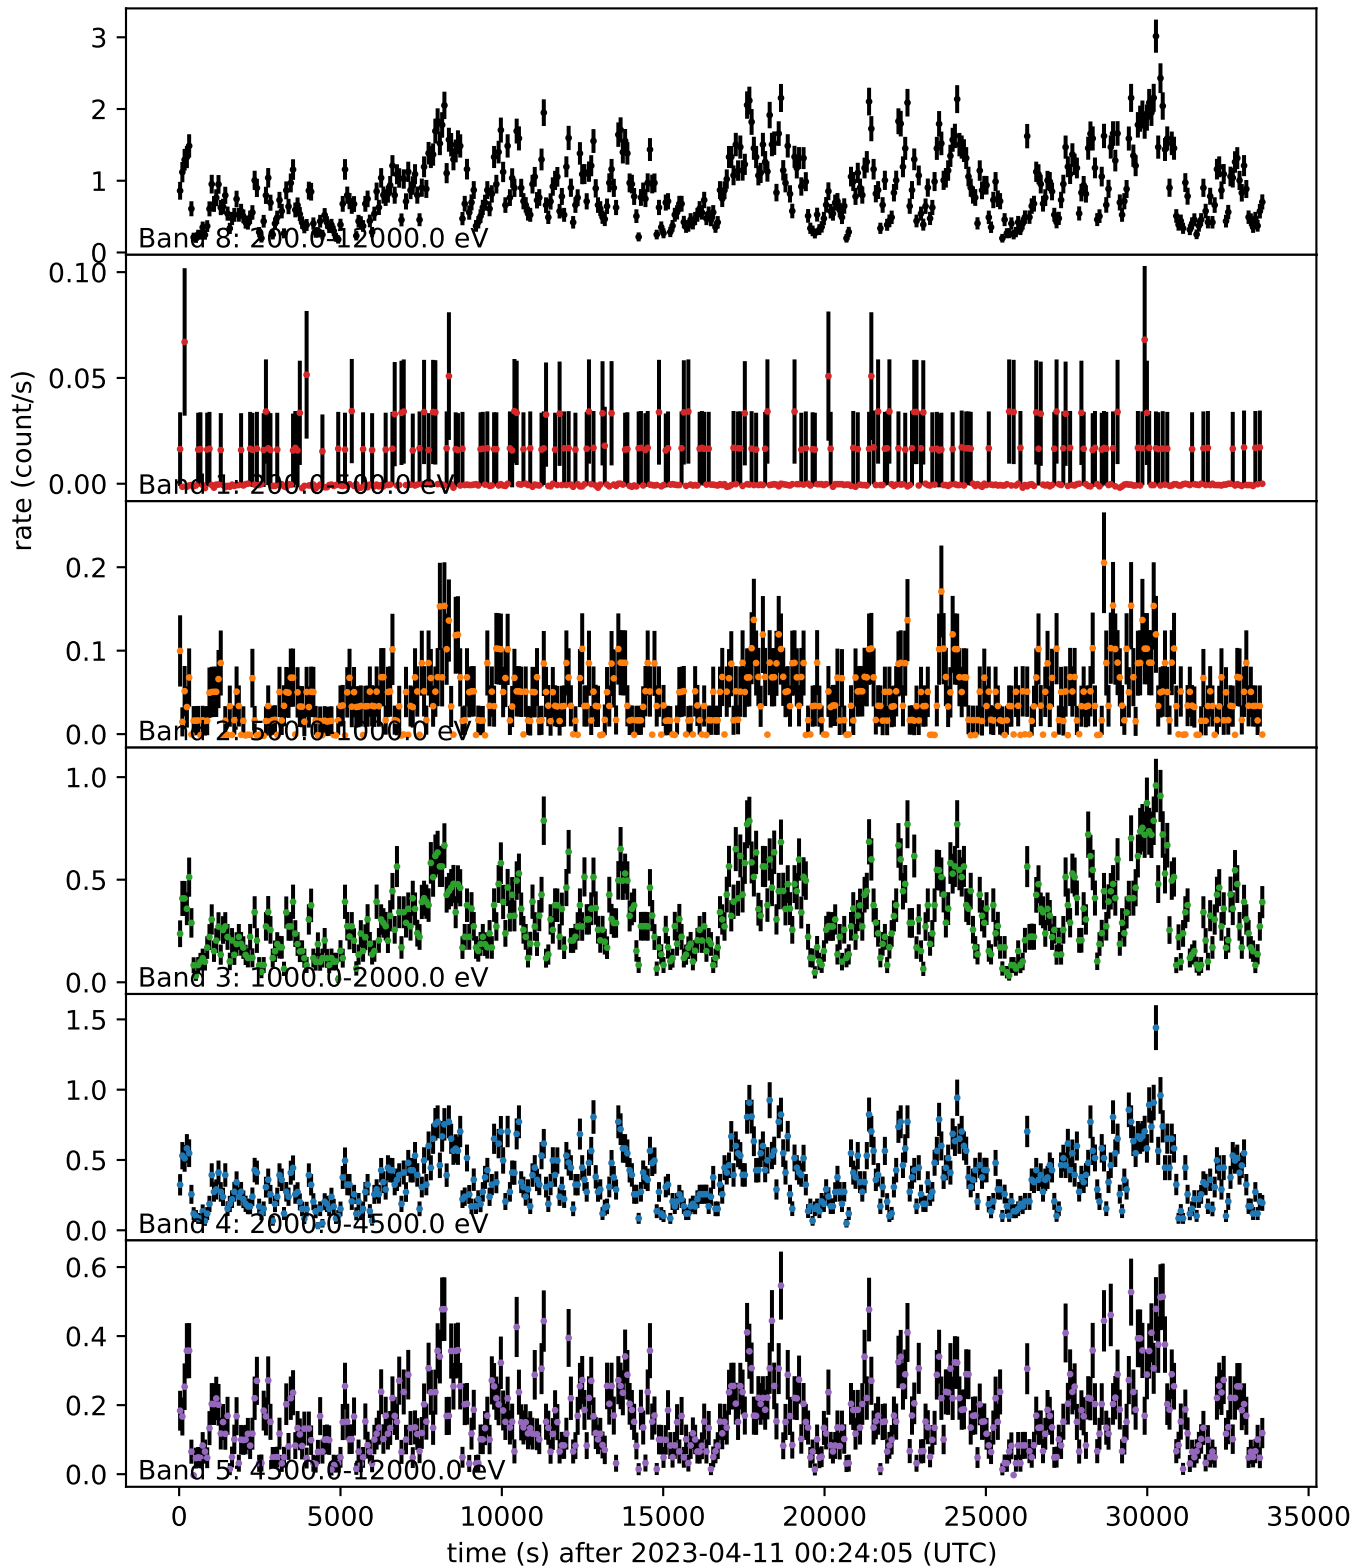 3
2
1
0
Band 8: 200.0-12000.0 eV
0.10
0.05
0.00
Band 1: 200.0-500.0 eV
rate (count/s)
0.2
0.1
0.0
Band 2: 500.0-1000.0 eV
1.0
0.5
0.0
Band 3: 1000.0-2000.0 eV
1.5
1.0
0.5
0.0
Band 4: 2000.0-4500.0 eV
0.6
0.4
0.2
0.0
Band 5: 4500.0-12000.0 eV
0 5000 10000 15000 20000 25000 30000 35000
time (s) after 2023-04-11 00:24:05 (UTC)